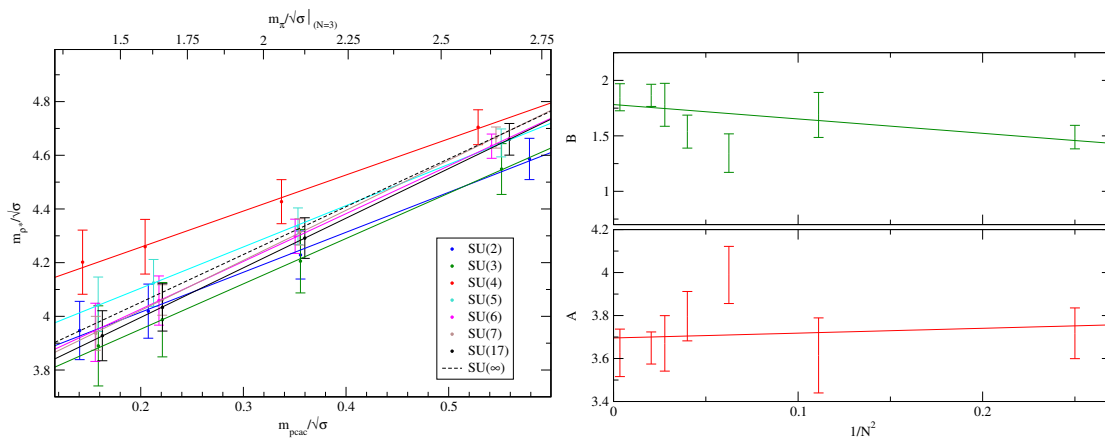 m_π/√σ|_(N=3)
1.5 1.75 2 2.25 2.5 2.75
m_ρ*/√σ
4.8
4.6
4.4
4.2
4
3.8
SU(2)
SU(3)
SU(4)
SU(5)
SU(6)
SU(7)
SU(17)
SU(∞)
0.2 0.3 0.4 0.5
m_pcac/√σ
B
2
1.5
1
A
4.2
4
3.8
3.6
3.4
0 0.1 0.2
1/N²